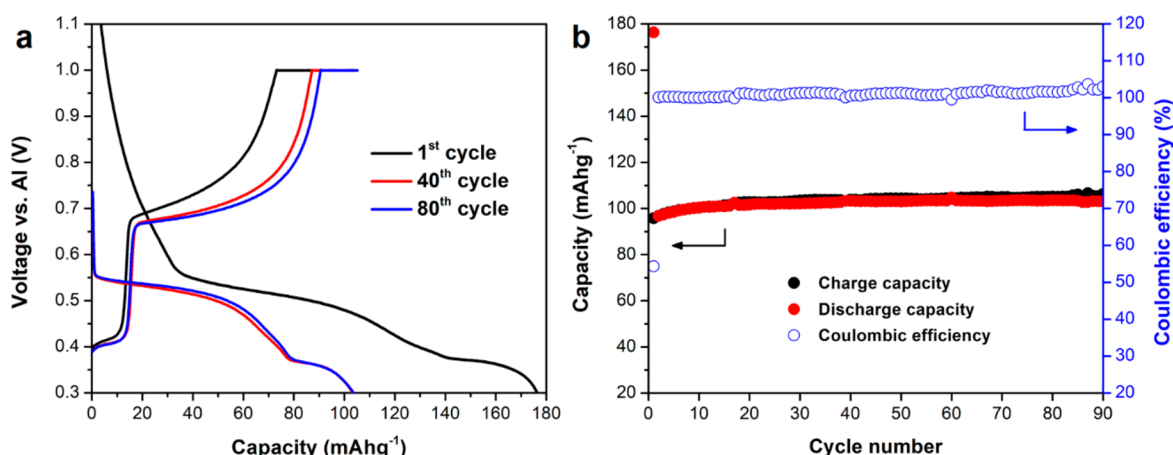 a
1.1
1.0
0.9
0.8
0.7
0.6
0.5
0.4
0.3
Voltage vs. Al (V)
1st cycle
40th cycle
80th cycle
0 20 40 60 80 100 120 140 160 180
Capacity (mAhg-1)
b
180
160
140
120
100
80
60
40
20
Capacity (mAhg-1)
Charge capacity
Discharge capacity
Coulombic efficiency
120
110
100
90
80
70
60
50
40
30
20
Coulombic efficiency (%)
0 10 20 30 40 50 60 70 80 90
Cycle number